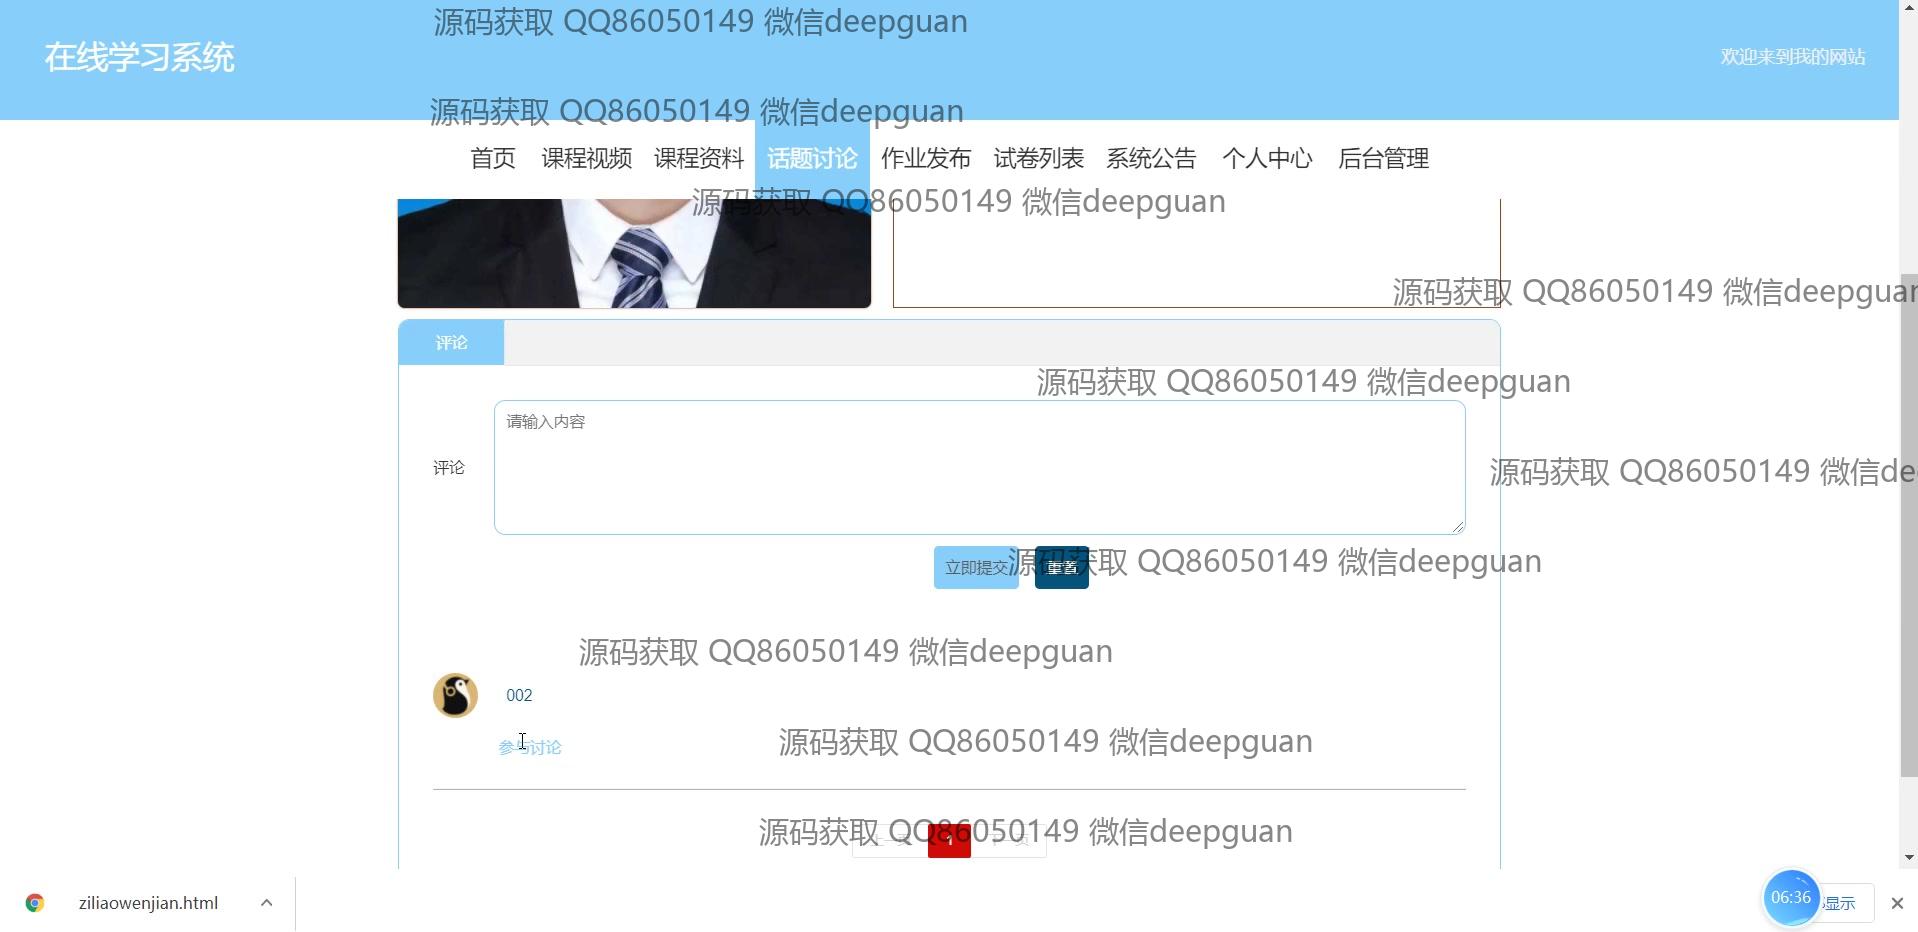 源码获取 QQ86050149 微信deepguan
在线学习系统
欢迎来到我的网站
源码获取 QQ86050149 微信deepguan
首页 课程视频 课程资料 话题讨论 作业发布 试卷列表 系统公告 个人中心 后台管理
源码获取 QQ86050149 微信deepguan
源码获取 QQ86050149 微信deepguan
评论
源码获取 QQ86050149 微信deepguan
请输入内容
评论
源码获取 QQ86050149 微信de
立即提交 重置
源码获取 QQ86050149 微信deepguan
源码获取 QQ86050149 微信deepguan
002
参与讨论
源码获取 QQ86050149 微信deepguan
源码获取 QQ86050149 微信deepguan
上一页 1 下一页
ziliaowenjian.html
06:36
显示